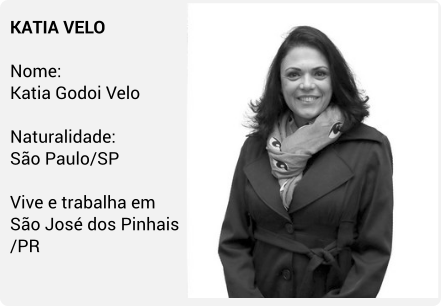 KATIA VELO
Nome:
Katia Godoi Velo
Naturalidade:
São Paulo/SP
Vive e trabalha em
São José dos Pinhais
/PR